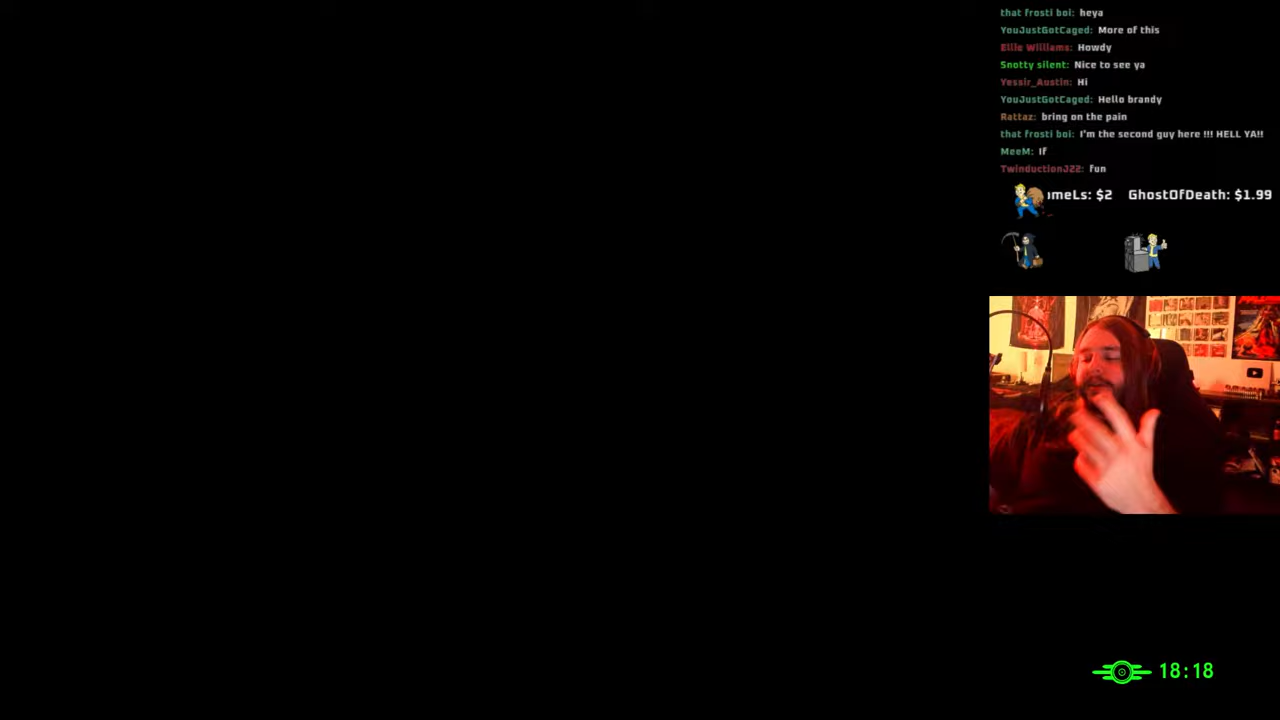 that frosti boi: heya
YouJustGotCaged: More of this
Ellie Williams: Howdy
Snotty silent: Nice to see ya
Yessir_Austin: Hi
YouJustGotCaged: Hello brandy
Rattaz: bring on the pain
that frosti boi: I'm the second guy here !!! HELL YA!!
MeeM: If
TwinductionJ22: fun
meLs: $2 GhostOfDeath: $1.99
18:18